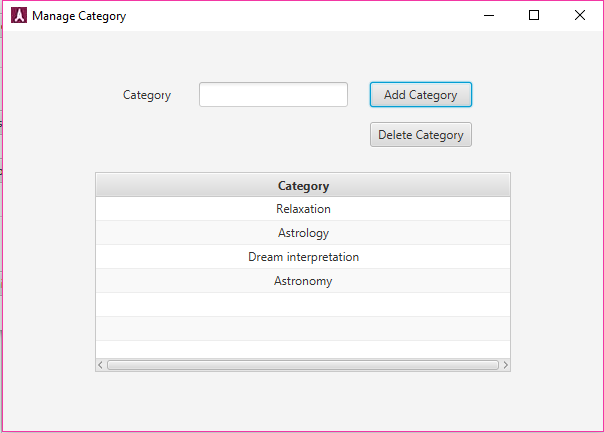 Manage Category
Category
Add Category
Delete Category
Category
Relaxation
Astrology
Dream interpretation
Astronomy